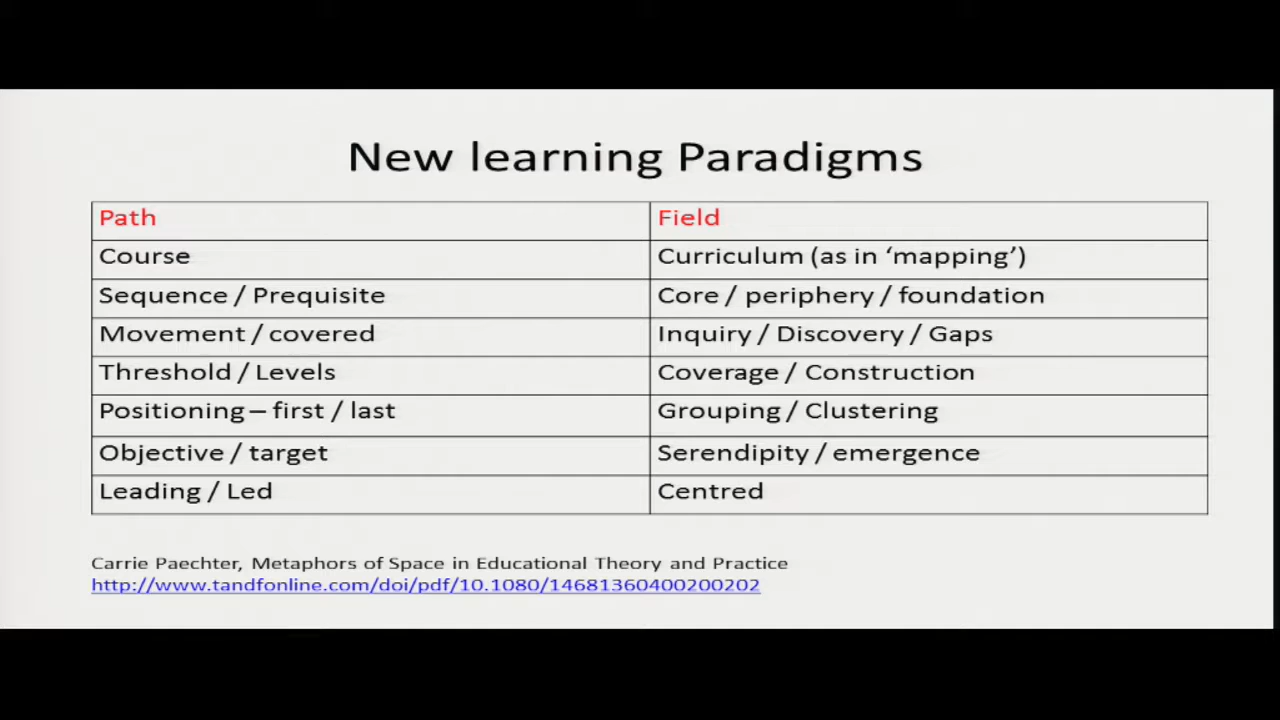 New learning Paradigms
Path Field
Course Curriculum (as in ‘mapping’)
Sequence / Prequisite Core / periphery / foundation
Movement / covered Inquiry / Discovery / Gaps
Threshold / Levels Coverage / Construction
Positioning – first / last Grouping / Clustering
Objective / target Serendipity / emergence
Leading / Led Centred
Carrie Paechter, Metaphors of Space in Educational Theory and Practice
http://www.tandfonline.com/doi/pdf/10.1080/14681360400200202